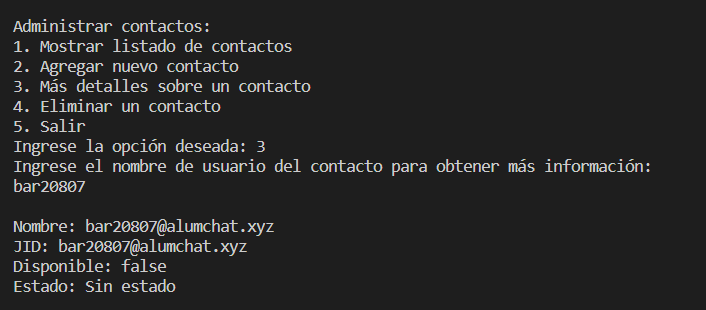 Administrar contactos:
1. Mostrar listado de contactos
2. Agregar nuevo contacto
3. Más detalles sobre un contacto
4. Eliminar un contacto
5. Salir
Ingrese la opción deseada: 3
Ingrese el nombre de usuario del contacto para obtener más información:
bar20807
Nombre: bar20807@alumchat.xyz
JID: bar20807@alumchat.xyz
Disponible: false
Estado: Sin estado